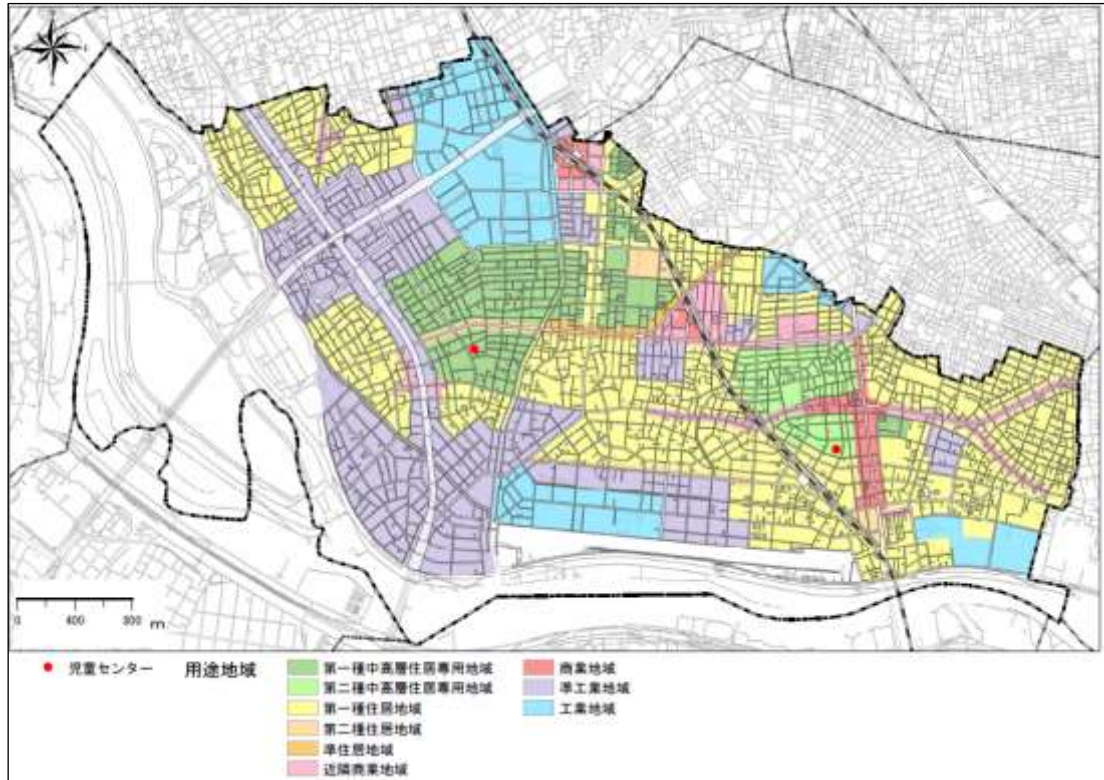 0 400 800 m
児童センター
用途地域
第一種中高層住居専用地域
第二種中高層住居専用地域
第一種住居地域
第二種住居地域
準住居地域
近隣商業地域
商業地域
準工業地域
工業地域